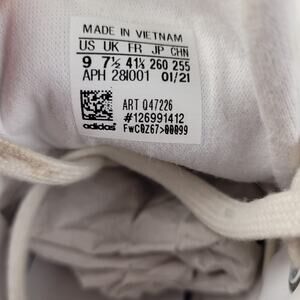 MADE IN VIETNAM
US UK FR JP CHN
9 7½ 41⅓ 260 255
APH 28I001 01/21
ART Q47226
#126991412
adidas FwC0Z67>00099